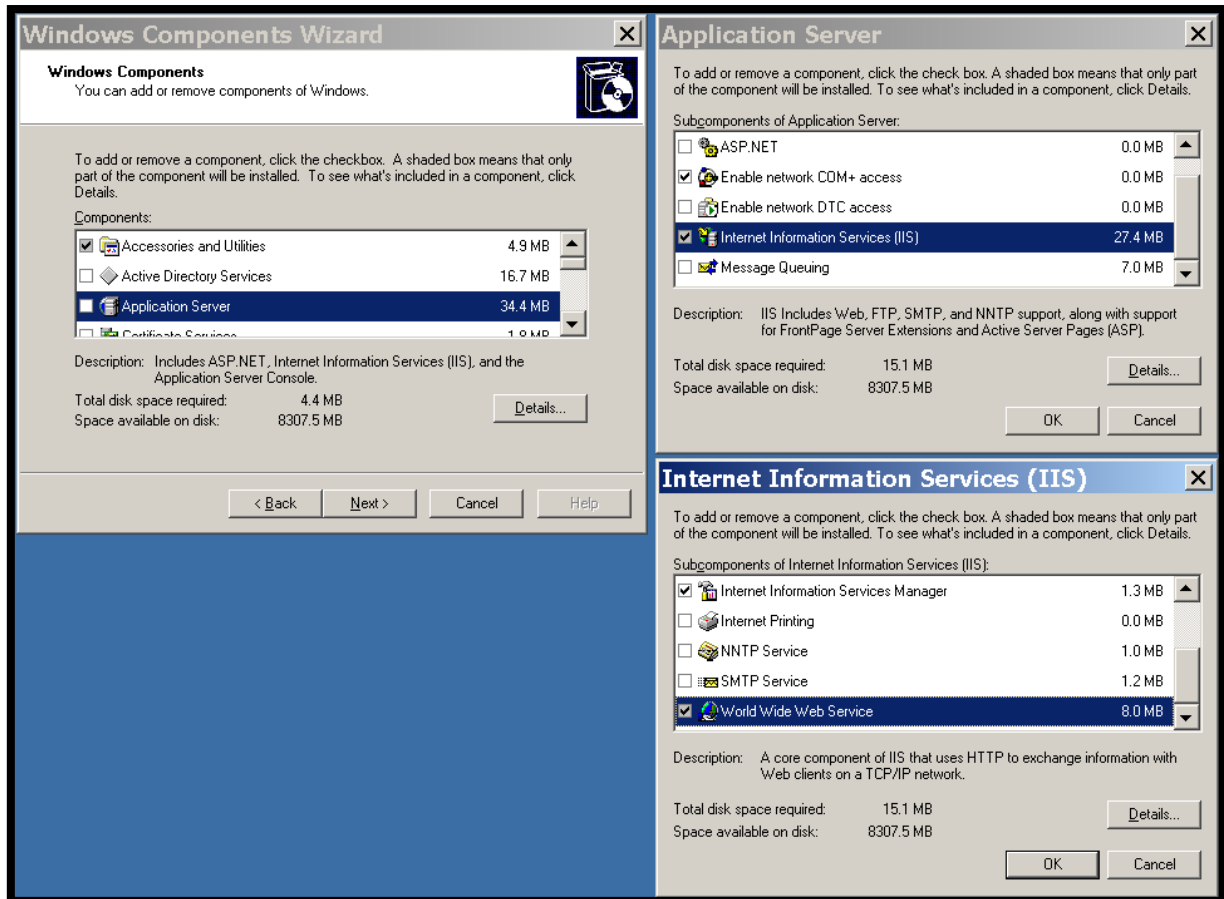 Windows Components Wizard
Windows Components
You can add or remove components of Windows.
To add or remove a component, click the checkbox. A shaded box means that only
part of the component will be installed. To see what's included in a component, click
Details.
Components:
Accessories and Utilities 4.9 MB
Active Directory Services 16.7 MB
Application Server 34.4 MB
Certificate Services 1.9 MB
Description: Includes ASP.NET, Internet Information Services (IIS), and the
Application Server Console.
Total disk space required: 4.4 MB
Space available on disk: 8307.5 MB
Details...
< Back Next > Cancel Help
Application Server
To add or remove a component, click the check box. A shaded box means that only part
of the component will be installed. To see what's included in a component, click Details.
Subcomponents of Application Server:
ASP.NET 0.0 MB
Enable network COM+ access 0.0 MB
Enable network DTC access 0.0 MB
Internet Information Services (IIS) 27.4 MB
Message Queuing 7.0 MB
Description: IIS Includes Web, FTP, SMTP, and NNTP support, along with support
for FrontPage Server Extensions and Active Server Pages (ASP).
Total disk space required: 15.1 MB
Details...
Space available on disk: 8307.5 MB
OK Cancel
Internet Information Services (IIS)
To add or remove a component, click the check box. A shaded box means that only part
of the component will be installed. To see what's included in a component, click Details.
Subcomponents of Internet Information Services (IIS):
Internet Information Services Manager 1.3 MB
Internet Printing 0.0 MB
NNTP Service 1.0 MB
SMTP Service 1.2 MB
World Wide Web Service 8.0 MB
Description: A core component of IIS that uses HTTP to exchange information with
Web clients on a TCP/IP network.
Total disk space required: 15.1 MB
Details...
Space available on disk: 8307.5 MB
OK Cancel